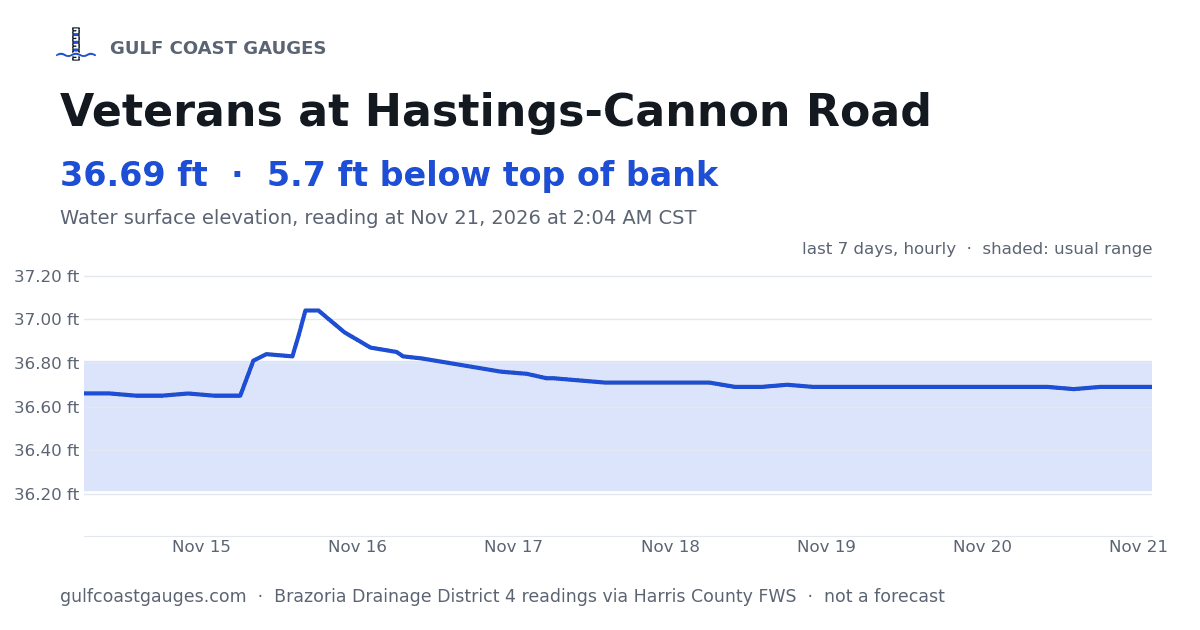 GULF COAST GAUGES
Veterans at Hastings-Cannon Road
36.69 ft · 5.7 ft below top of bank
Water surface elevation, reading at Nov 21, 2026 at 2:04 AM CST
last 7 days, hourly · shaded: usual range
37.20 ft
37.00 ft
36.80 ft
36.60 ft
36.40 ft
36.20 ft
Nov 15 Nov 16 Nov 17 Nov 18 Nov 19 Nov 20 Nov 21
gulfcoastgauges.com · Brazoria Drainage District 4 readings via Harris County FWS · not a forecast